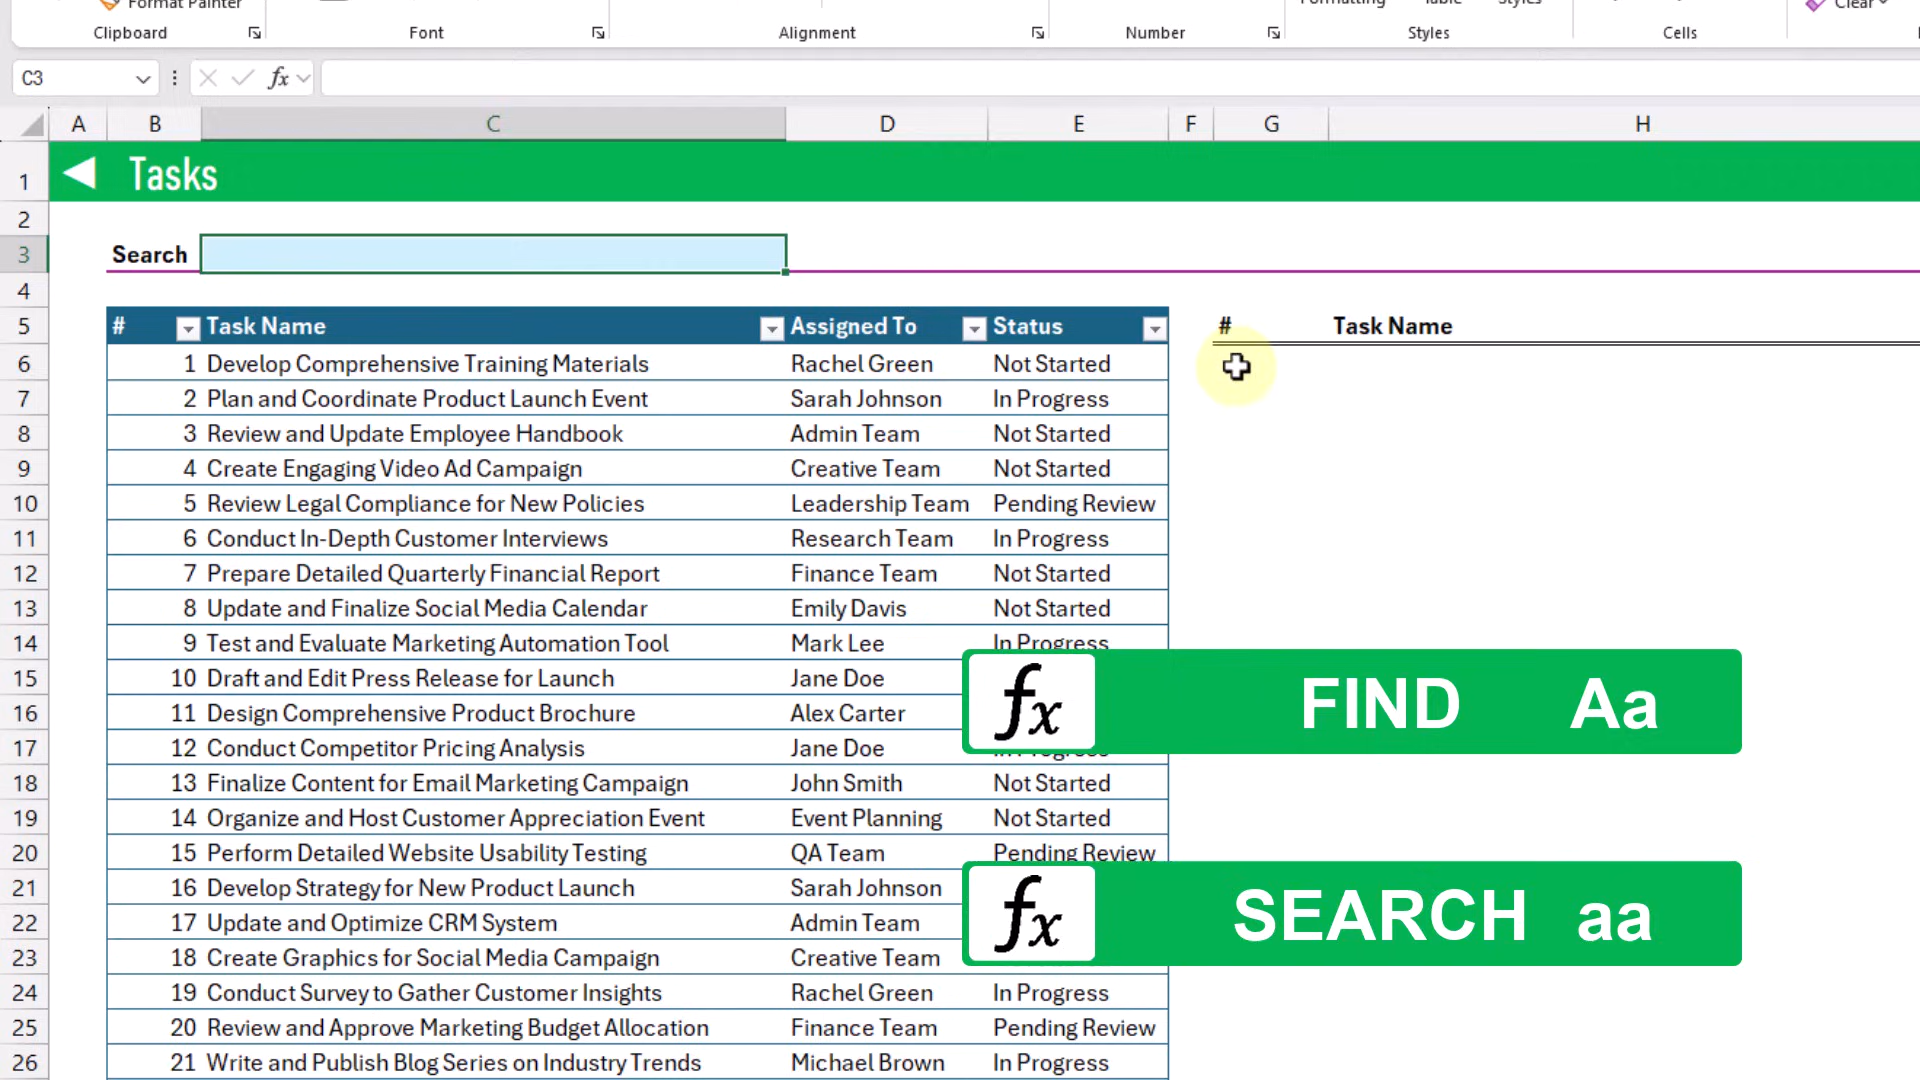 Format Painter
Formatting Table Styles
Clear
Clipboard Font Alignment Number Styles Cells
C3 fx
A B C D E F G H
1 Tasks
2
3 Search
4
5 # Task Name Assigned To Status # Task Name
6 1 Develop Comprehensive Training Materials Rachel Green Not Started
7 2 Plan and Coordinate Product Launch Event Sarah Johnson In Progress
8 3 Review and Update Employee Handbook Admin Team Not Started
9 4 Create Engaging Video Ad Campaign Creative Team Not Started
10 5 Review Legal Compliance for New Policies Leadership Team Pending Review
11 6 Conduct In-Depth Customer Interviews Research Team In Progress
12 7 Prepare Detailed Quarterly Financial Report Finance Team Not Started
13 8 Update and Finalize Social Media Calendar Emily Davis Not Started
14 9 Test and Evaluate Marketing Automation Tool Mark Lee In Progress
15 10 Draft and Edit Press Release for Launch Jane Doe
16 11 Design Comprehensive Product Brochure Alex Carter
fx FIND Aa
17 12 Conduct Competitor Pricing Analysis Jane Doe In Progress
18 13 Finalize Content for Email Marketing Campaign John Smith Not Started
19 14 Organize and Host Customer Appreciation Event Event Planning Not Started
20 15 Perform Detailed Website Usability Testing QA Team Pending Review
21 16 Develop Strategy for New Product Launch Sarah Johnson
22 17 Update and Optimize CRM System Admin Team
fx SEARCH aa
23 18 Create Graphics for Social Media Campaign Creative Team
24 19 Conduct Survey to Gather Customer Insights Rachel Green In Progress
25 20 Review and Approve Marketing Budget Allocation Finance Team Pending Review
26 21 Write and Publish Blog Series on Industry Trends Michael Brown In Progress